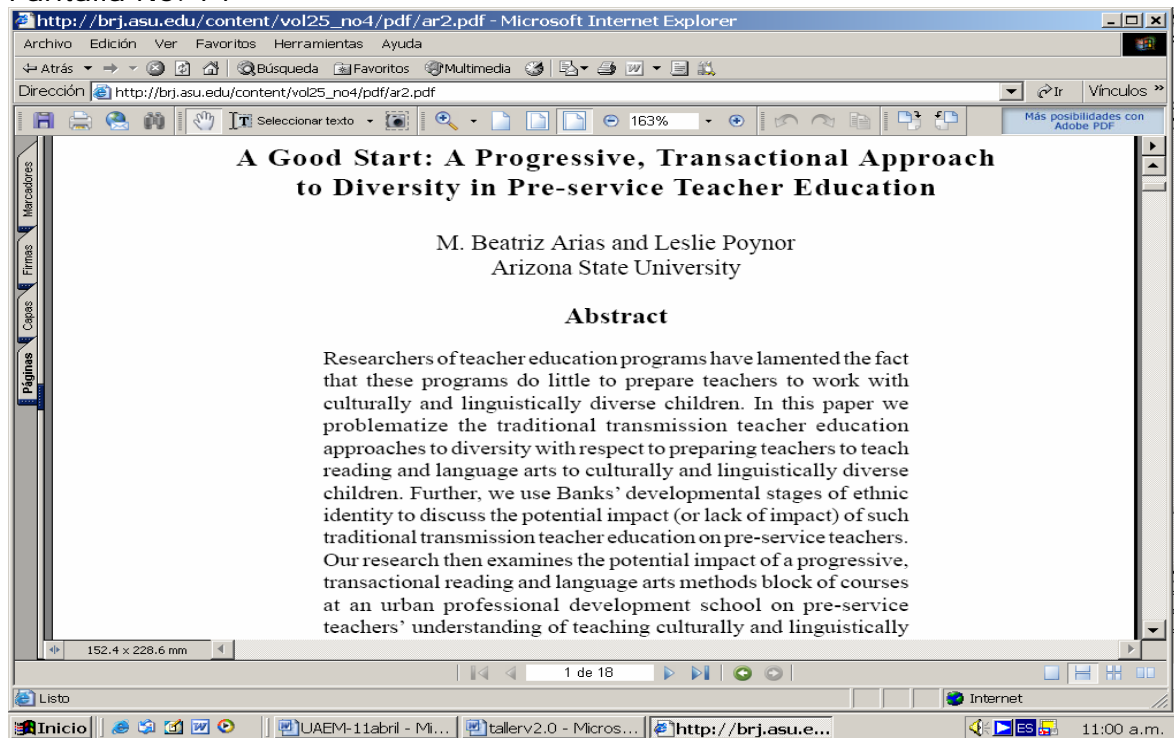 http://brj.asu.edu/content/vol25_no4/pdf/ar2.pdf - Microsoft Internet Explorer
Archivo Edición Ver Favoritos Herramientas Ayuda
Atrás Búsqueda Favoritos Multimedia
Dirección http://brj.asu.edu/content/vol25_no4/pdf/ar2.pdf Ir Vínculos »
Seleccionar texto 163% Más posibilidades con
Adobe PDF
Marcadores
Firmas
Capas
Páginas
A Good Start: A Progressive, Transactional Approach
to Diversity in Pre-service Teacher Education
M. Beatriz Arias and Leslie Poynor
Arizona State University
Abstract
Researchers of teacher education programs have lamented the fact
that these programs do little to prepare teachers to work with
culturally and linguistically diverse children. In this paper we
problematize the traditional transmission teacher education
approaches to diversity with respect to preparing teachers to teach
reading and language arts to culturally and linguistically diverse
children. Further, we use Banks' developmental stages of ethnic
identity to discuss the potential impact (or lack of impact) of such
traditional transmission teacher education on pre-service teachers.
Our research then examines the potential impact of a progressive,
transactional reading and language arts methods block of courses
at an urban professional development school on pre-service
teachers' understanding of teaching culturally and linguistically
152.4 x 228.6 mm
1 de 18
Listo Internet
Inicio UAEM-11abril - Mi... tallerv2.0 - Micros... http://brj.asu.e... ES 11:00 a.m.